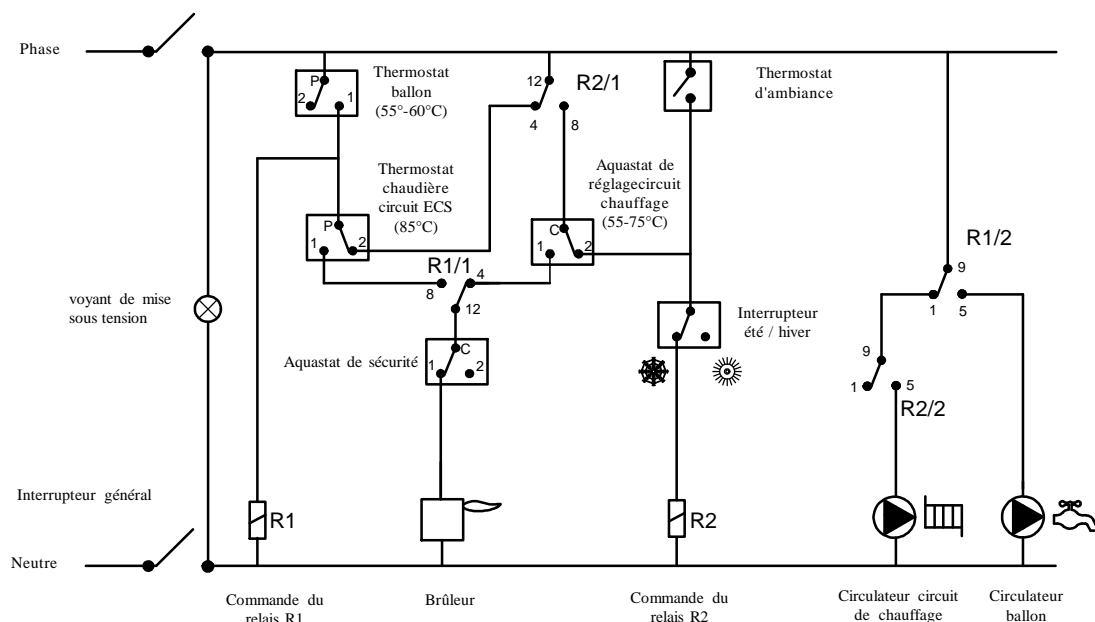 Phase
Thermostat
ballon
(55°-60°C)
P
2
1
12
R2/1
4
8
Thermostat
d'ambiance
Thermostat
chaudière
circuit ECS
(85°C)
P
1
2
Aquastat de
réglagecircuit
chauffage
(55-75°C)
C
1
2
R1/1
8
4
12
R1/2
9
1
5
voyant de mise
sous tension
Interrupteur
été / hiver
Aquastat de sécurité
1
C
2
9
1
5
R2/2
Interrupteur général
R1
R2
Neutre
Commande du
relais R1
Brûleur
Commande du
relais R2
Circulateur circuit
de chauffage
Circulateur
ballon